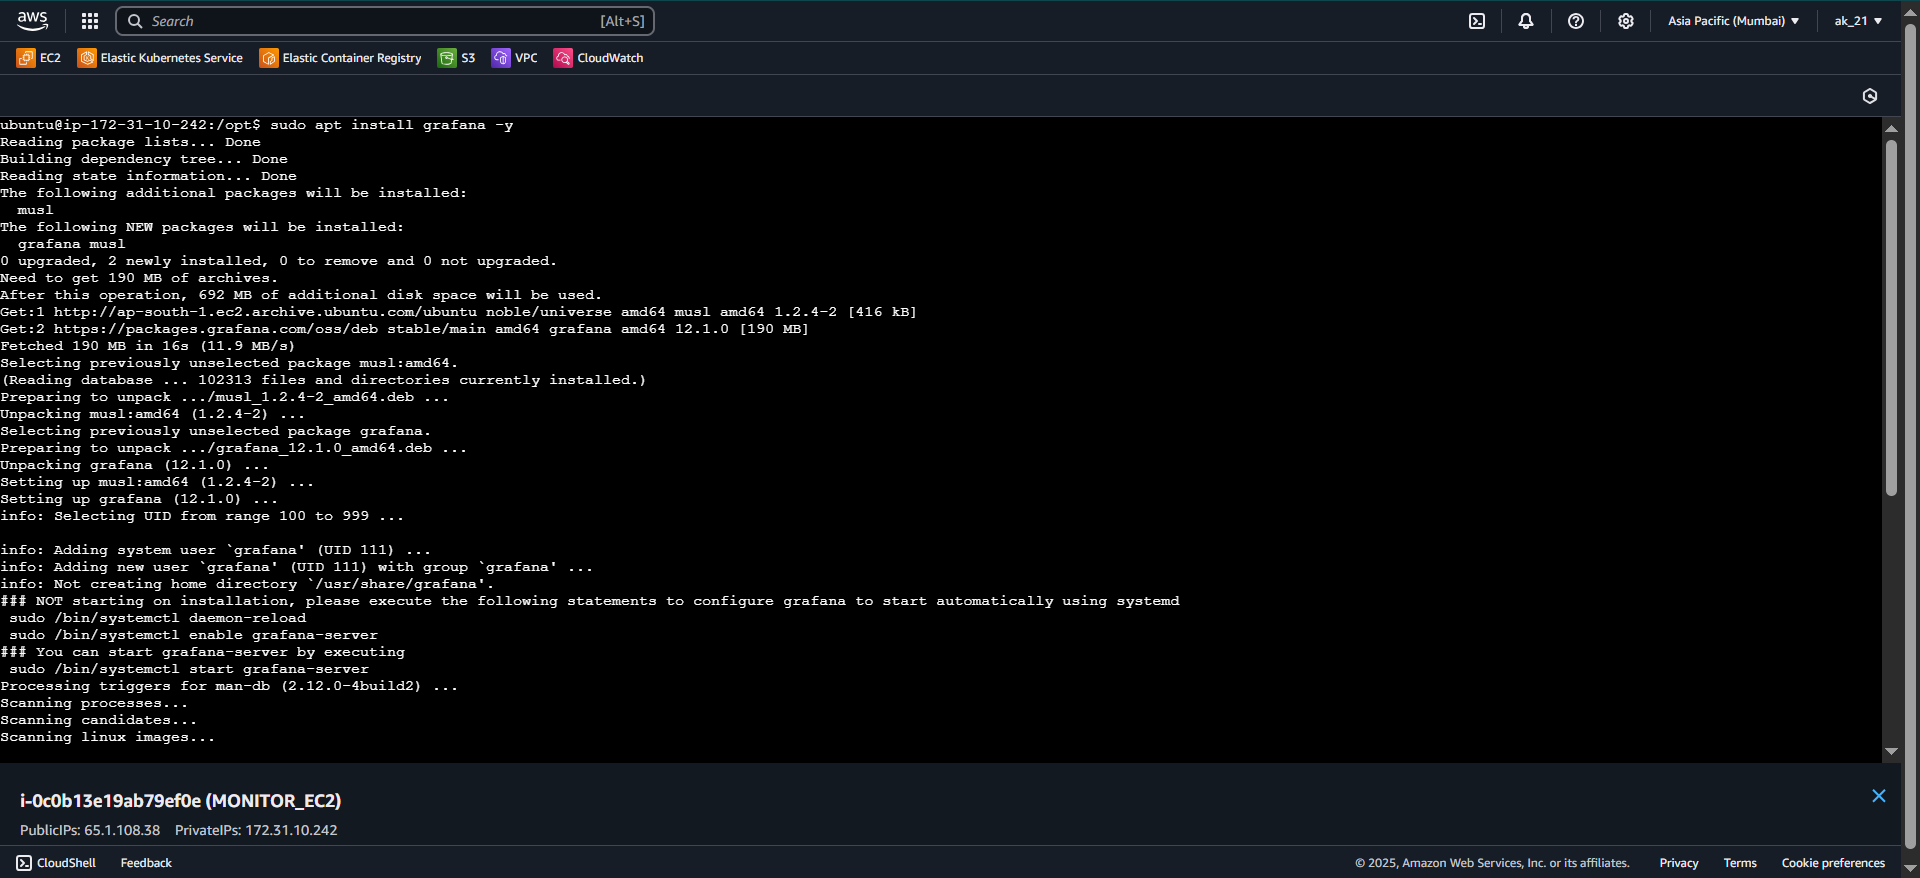 aws
Search [Alt+S]
Asia Pacific (Mumbai)
ak_21
EC2
Elastic Kubernetes Service
Elastic Container Registry
S3
VPC
CloudWatch
ubuntu@ip-172-31-10-242:/opt$ sudo apt install grafana -y
Reading package lists... Done
Building dependency tree... Done
Reading state information... Done
The following additional packages will be installed:
  musl
The following NEW packages will be installed:
  grafana musl
0 upgraded, 2 newly installed, 0 to remove and 0 not upgraded.
Need to get 190 MB of archives.
After this operation, 692 MB of additional disk space will be used.
Get:1 http://ap-south-1.ec2.archive.ubuntu.com/ubuntu noble/universe amd64 musl amd64 1.2.4-2 [416 kB]
Get:2 https://packages.grafana.com/oss/deb stable/main amd64 grafana amd64 12.1.0 [190 MB]
Fetched 190 MB in 16s (11.9 MB/s)
Selecting previously unselected package musl:amd64.
(Reading database ... 102313 files and directories currently installed.)
Preparing to unpack .../musl_1.2.4-2_amd64.deb ...
Unpacking musl:amd64 (1.2.4-2) ...
Selecting previously unselected package grafana.
Preparing to unpack .../grafana_12.1.0_amd64.deb ...
Unpacking grafana (12.1.0) ...
Setting up musl:amd64 (1.2.4-2) ...
Setting up grafana (12.1.0) ...
info: Selecting UID from range 100 to 999 ...

info: Adding system user `grafana' (UID 111) ...
info: Adding new user `grafana' (UID 111) with group `grafana' ...
info: Not creating home directory `/usr/share/grafana'.
### NOT starting on installation, please execute the following statements to configure grafana to start automatically using systemd
 sudo /bin/systemctl daemon-reload
 sudo /bin/systemctl enable grafana-server
### You can start grafana-server by executing
 sudo /bin/systemctl start grafana-server
Processing triggers for man-db (2.12.0-4build2) ...
Scanning processes...
Scanning candidates...
Scanning linux images...
i-0c0b13e19ab79ef0e (MONITOR_EC2)
PublicIPs: 65.1.108.38 PrivateIPs: 172.31.10.242
CloudShell
Feedback
© 2025, Amazon Web Services, Inc. or its affiliates.
Privacy
Terms
Cookie preferences